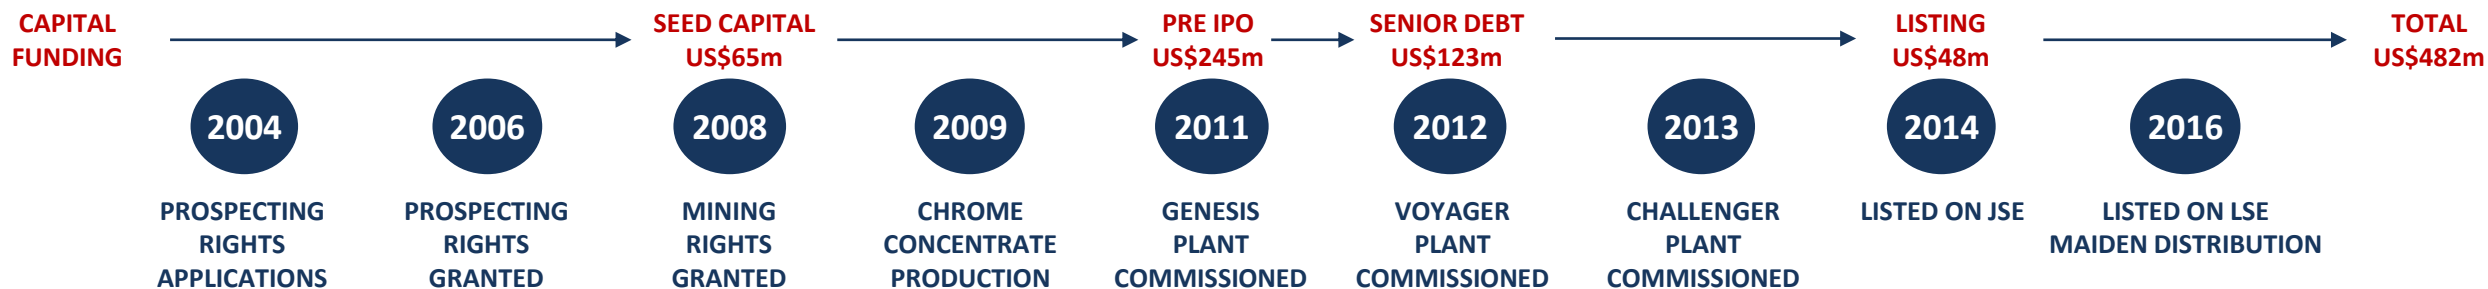 CAPITAL
FUNDING
SEED CAPITAL
US$65m
PRE IPO
US$245m
SENIOR DEBT
US$123m
LISTING
US$48m
TOTAL
US$482m
2004
2006
2008
2009
2011
2012
2013
2014
2016
PROSPECTING
RIGHTS
APPLICATIONS
PROSPECTING
RIGHTS
GRANTED
MINING
RIGHTS
GRANTED
CHROME
CONCENTRATE
PRODUCTION
GENESIS
PLANT
COMMISSIONED
VOYAGER
PLANT
COMMISSIONED
CHALLENGER
PLANT
COMMISSIONED
LISTED ON JSE
LISTED ON LSE
MAIDEN DISTRIBUTION